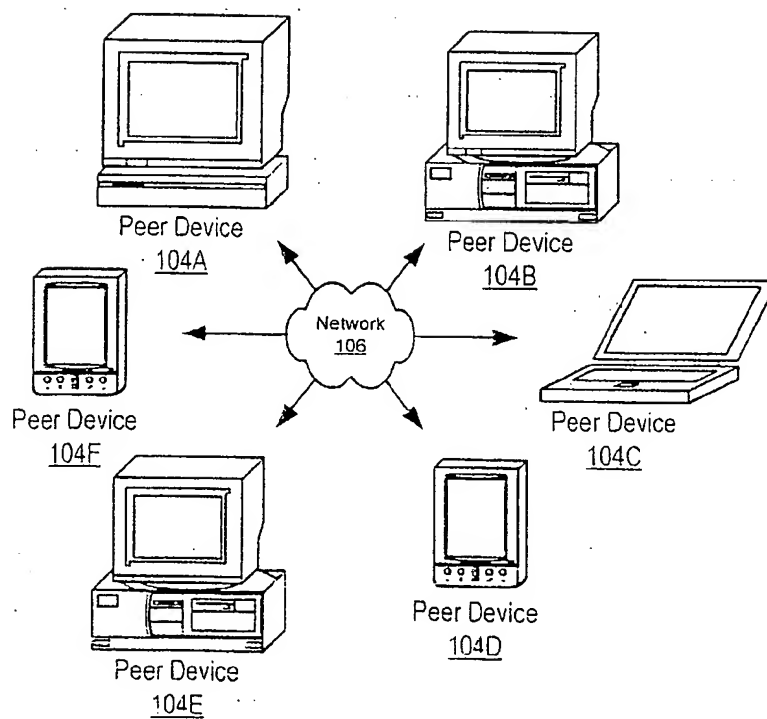 Peer Device
104A
Peer Device
104B
Network
106
Peer Device
104F
Peer Device
104C
Peer Device
104D
Peer Device
104E